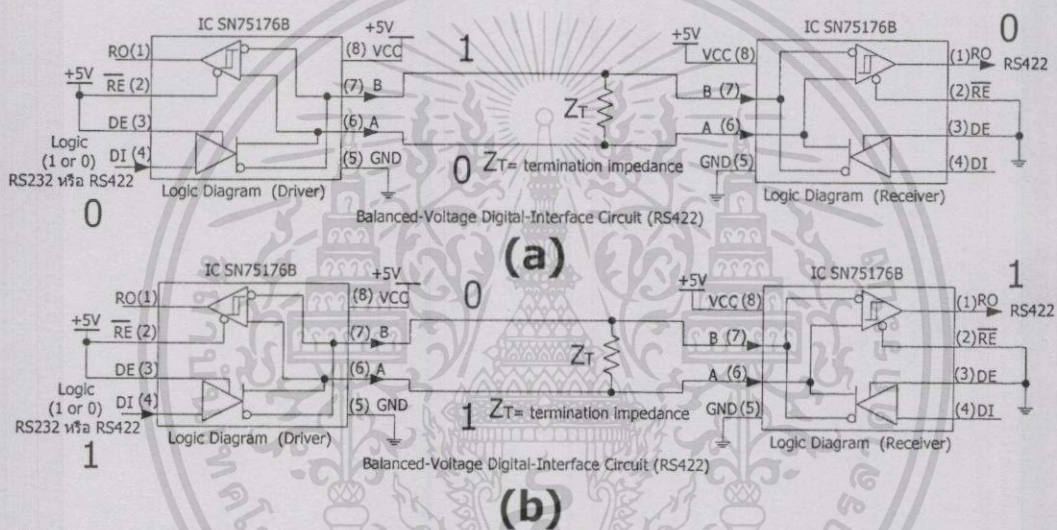 IC SN75176B
RO(1)
+5V
RE (2)
DE (3)
Logic
(1 or 0)
DI (4)
RS232 หรือ RS422
0
+5V
(8) VCC
(7) B
(6) A
(5) GND
Logic Diagram (Driver)
1
0
ZT
ZT= termination impedance
Balanced-Voltage Digital-Interface Circuit (RS422)
IC SN75176B
+5V
VCC (8)
B (7)
A (6)
GND (5)
0
(1)RO
RS422
(2)RE
(3) DE
(4) DI
Logic Diagram (Receiver)
(a)
IC SN75176B
RO(1)
+5V
RE (2)
DE (3)
Logic
(1 or 0)
DI (4)
RS232 หรือ RS422
1
+5V
(8) VCC
(7) B
(6) A
(5) GND
Logic Diagram (Driver)
0
1
ZT
ZT= termination impedance
Balanced-Voltage Digital-Interface Circuit (RS422)
IC SN75176B
+5V
VCC (8)
B (7)
A (6)
GND (5)
1
(1)RO
RS422
(2) RE
(3) DE
(4) DI
Logic Diagram (Receiver)
(b)